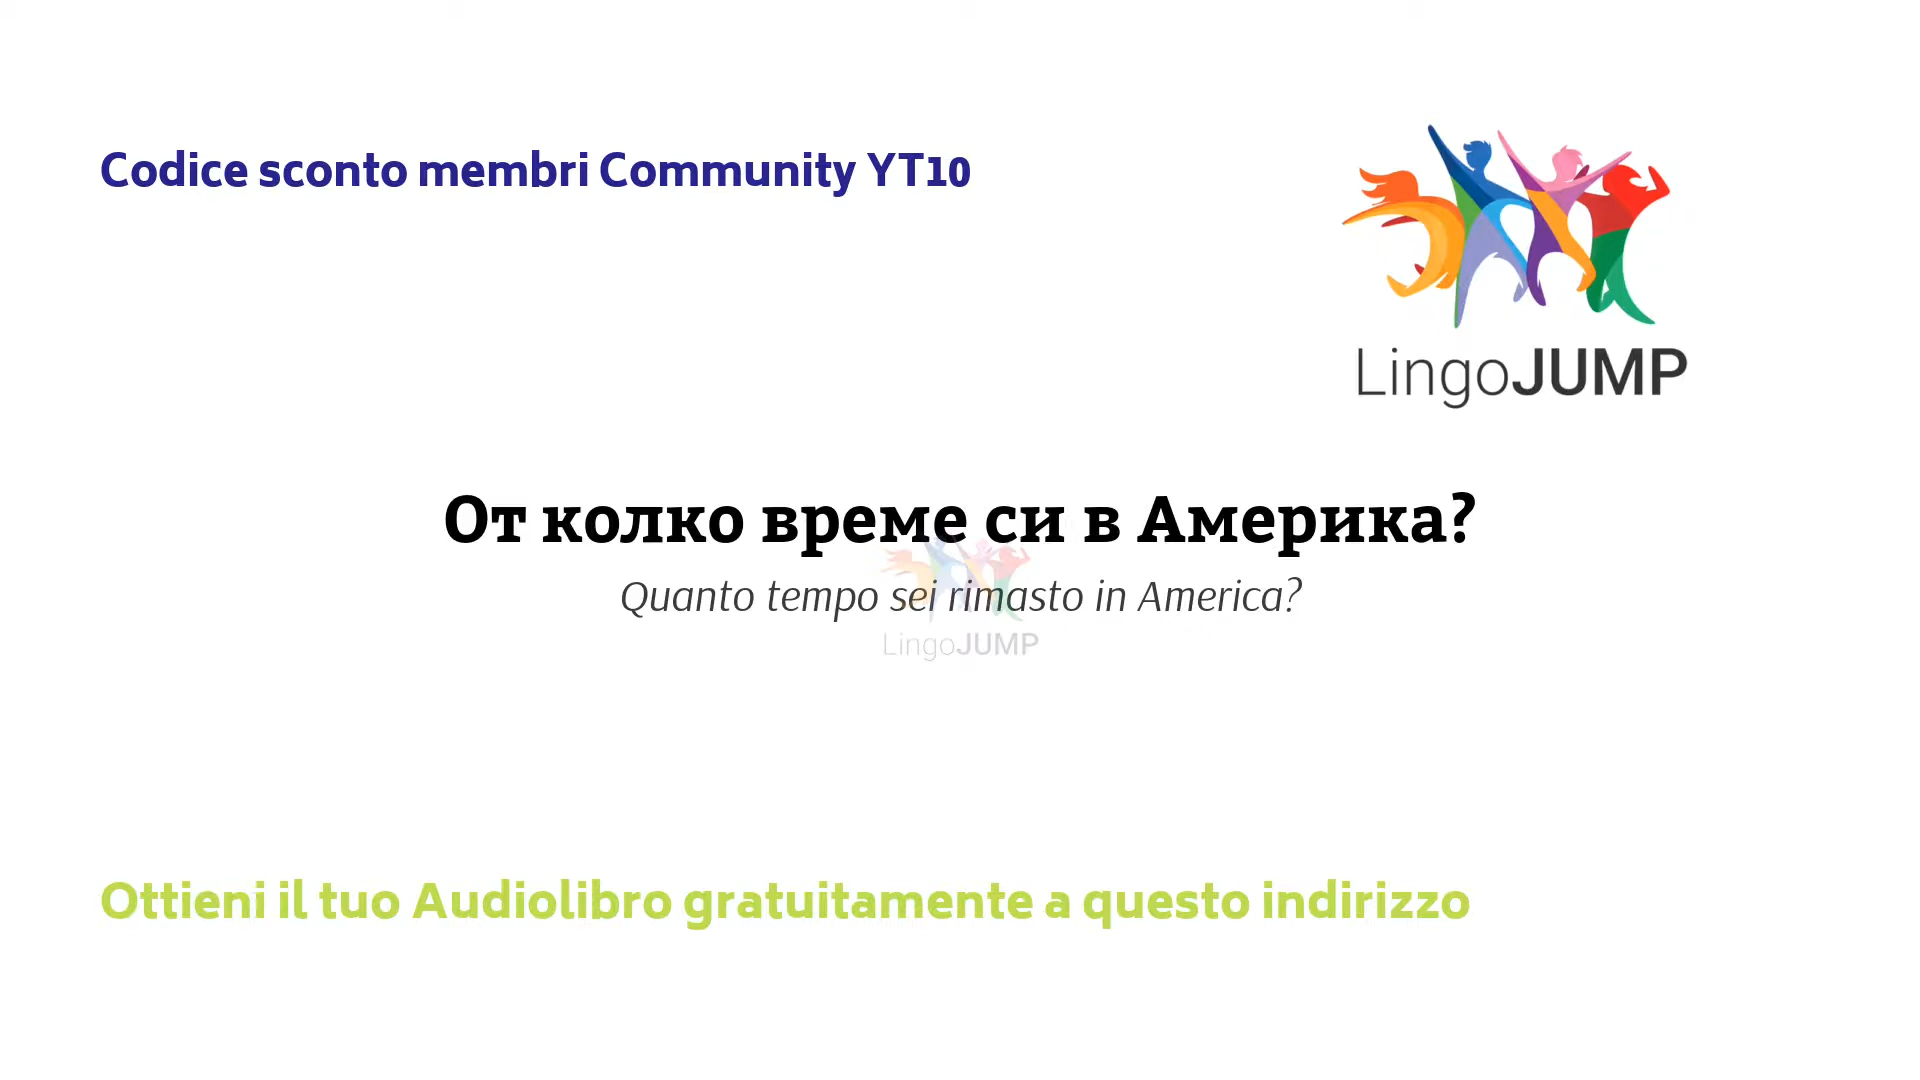 Codice sconto membri Community YT10
LingoJUMP
От колко време си в Америка?
Quanto tempo sei rimasto in America?
LingoJUMP
Ottieni il tuo Audiolibro gratuitamente a questo indirizzo